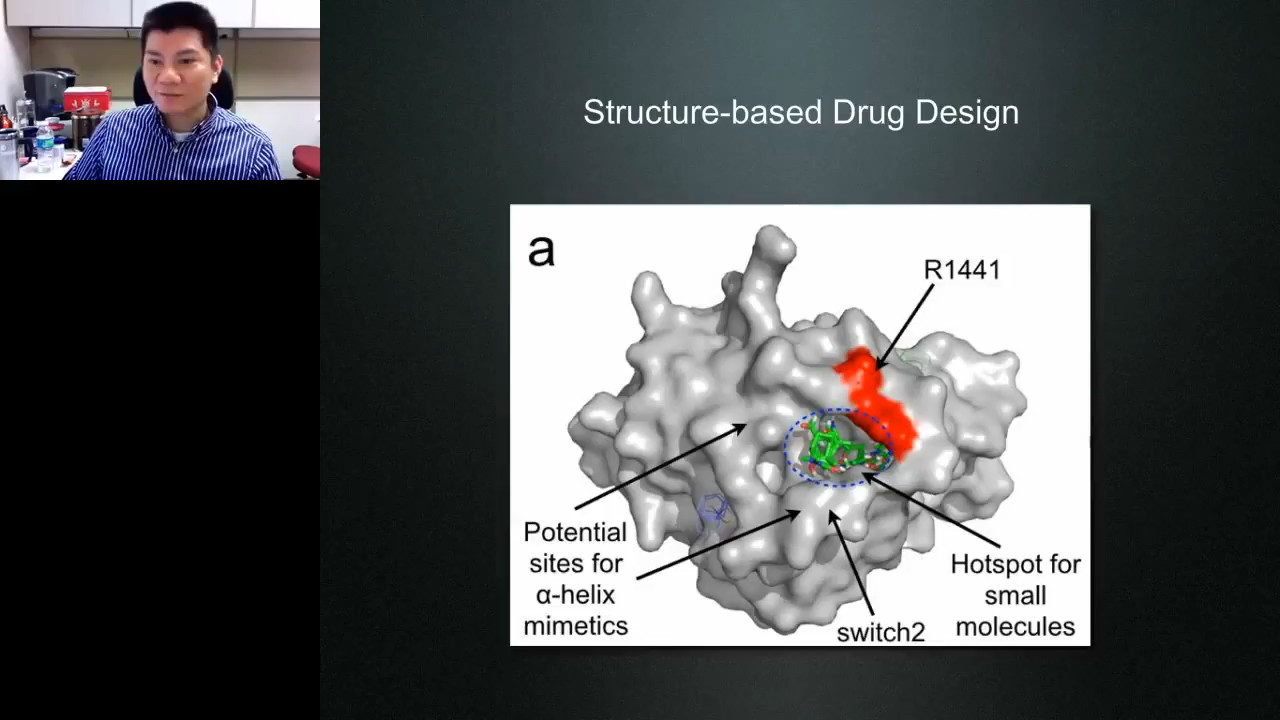 Structure-based Drug Design
a
R1441
Potential
sites for
α-helix
mimetics
switch2
Hotspot for
small
molecules